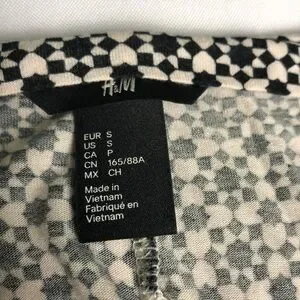 H&M
EUR S
US S
CA P
CN 165/88A
MX CH
Made in
Vietnam
Fabriqué en
Vietnam